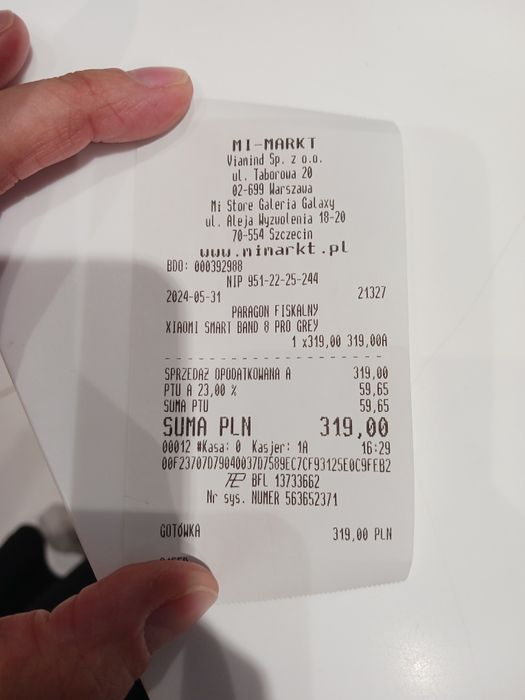 MI-MARKT
Vianind Sp. z o.o.
ul. Taborowa 20
02-699 Warszawa
Mi Store Galeria Galaxy
ul. Aleja Wyzwolenia 18-20
70-554 Szczecin
www.mimarkt.pl
BDO: 000392988
NIP 951-22-25-244
2024-05-31 21327
PARAGON FISKALNY
XIAOMI SMART BAND 8 PRO GREY
1 x319,00 319,00A
SPRZEDAŻ OPODATKOWANA A 319,00
PTU A 23,00 % 59,65
SUMA PTU 59,65
SUMA PLN 319,00
00012 #Kasa: 0 Kasjer: 1A 16:29
00F23707D7904003707589EC7CF93125E0C9FEB2
BFL 13733662
Nr sys. NUMER 563652371
GOTÓWKA 319,00 PLN